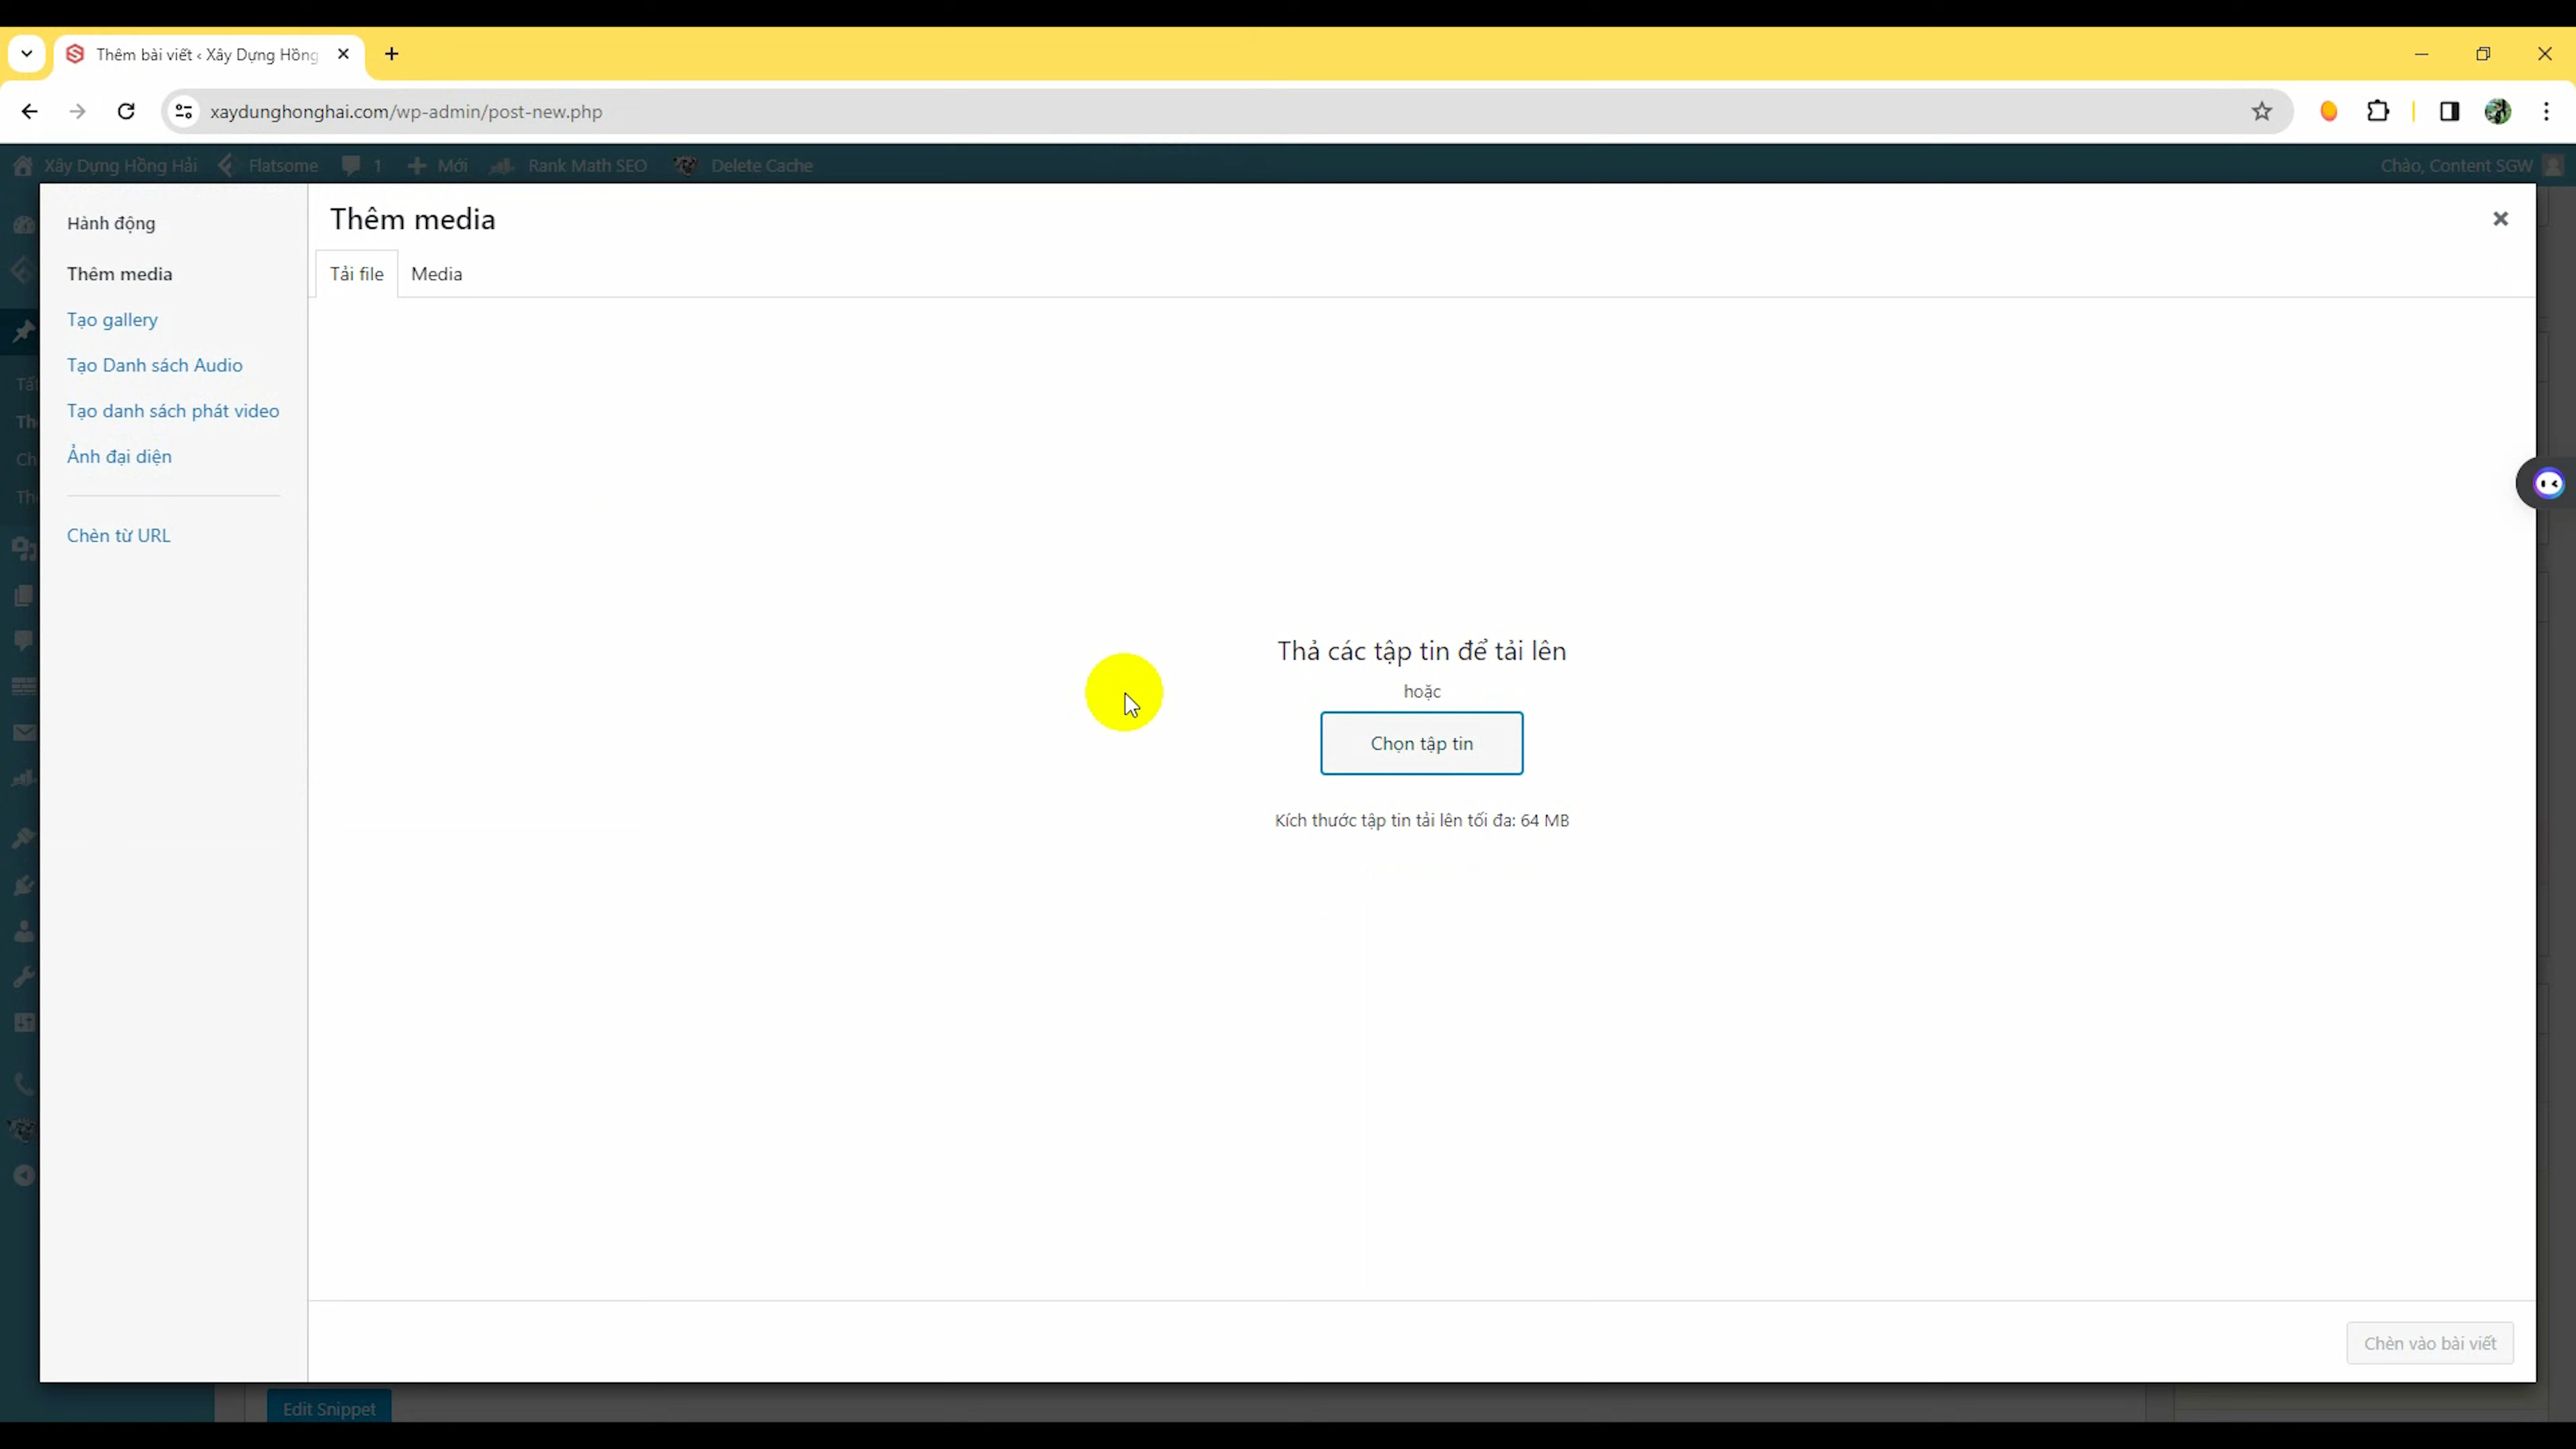 Thêm bài viết ‹ Xây Dựng Hồng
xaydunghonghai.com/wp-admin/post-new.php
Xây Dựng Hồng Hải Flatsome 1 Mới Rank Math SEO Delete Cache Chào, Content SGW
Hành động
Thêm media
Tạo gallery
Tạo Danh sách Audio
Tạo danh sách phát video
Ảnh đại diện
Chèn từ URL
Thêm media
Tải file Media
Thả các tập tin để tải lên
hoặc
Chọn tập tin
Kích thước tập tin tải lên tối đa: 64 MB
Chèn vào bài viết
Edit Snippet